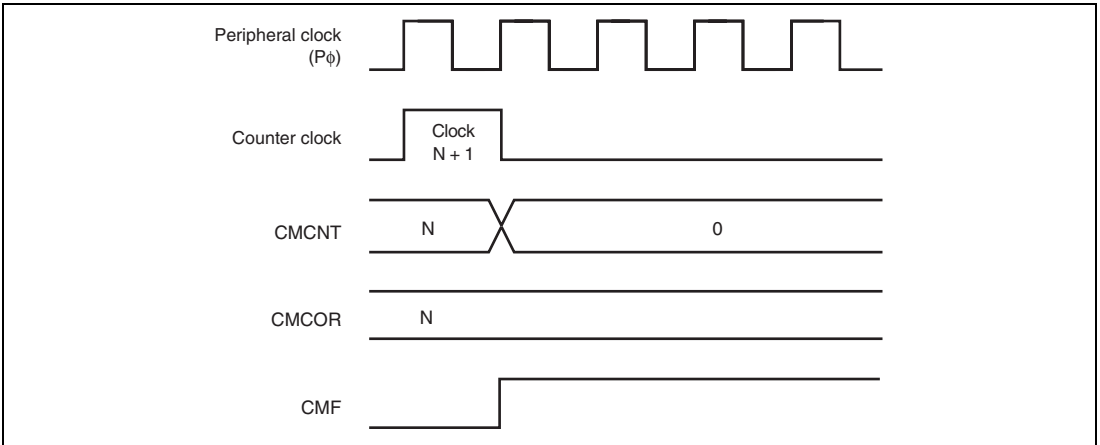 Peripheral clock
(Pϕ)
Counter clock
Clock
N + 1
CMCNT
N
0
CMCOR
N
CMF